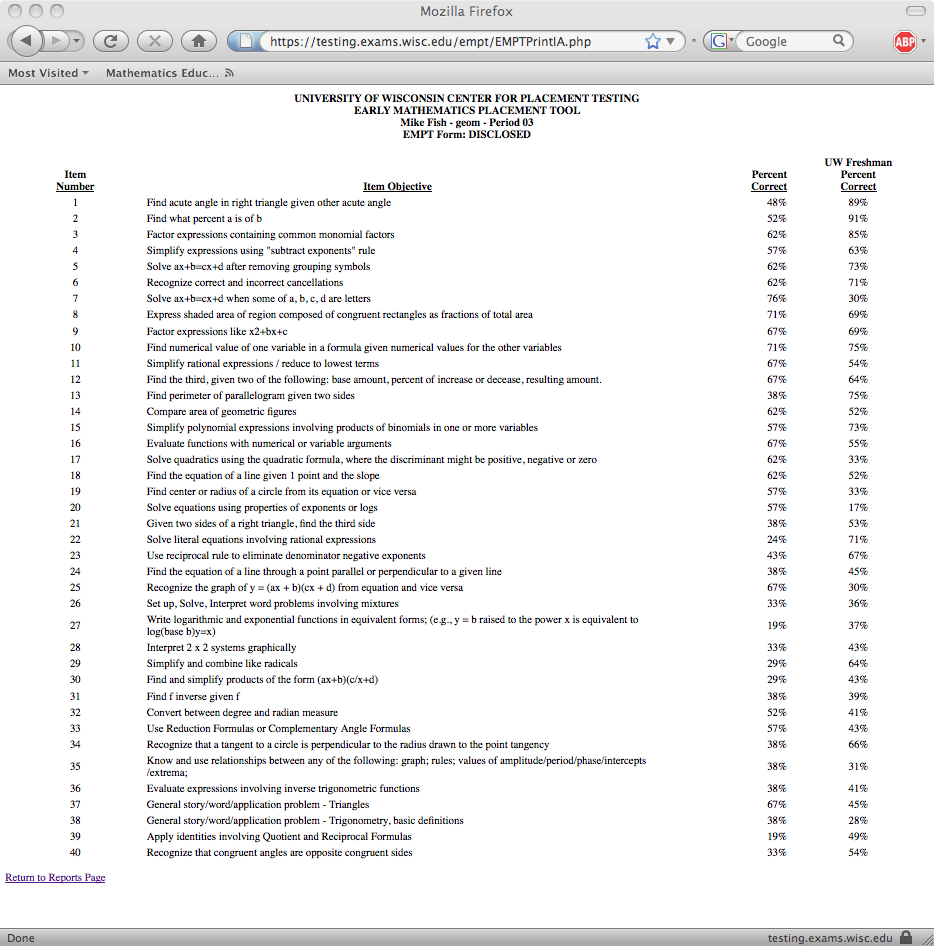 Mozilla Firefox
https://testing.exams.wisc.edu/empt/EMPTPrintIA.php
G Google
ABP
Most Visited Mathematics Educ...
UNIVERSITY OF WISCONSIN CENTER FOR PLACEMENT TESTING
EARLY MATHEMATICS PLACEMENT TOOL
Mike Fish - geom - Period 03
EMPT Form: DISCLOSED
Item Number Item Objective Percent Correct UW Freshman Percent Correct
1 Find acute angle in right triangle given other acute angle 48% 89%
2 Find what percent a is of b 52% 91%
3 Factor expressions containing common monomial factors 62% 85%
4 Simplify expressions using "subtract exponents" rule 57% 63%
5 Solve ax+b=cx+d after removing grouping symbols 62% 73%
6 Recognize correct and incorrect cancellations 62% 71%
7 Solve ax+b=cx+d when some of a, b, c, d are letters 76% 30%
8 Express shaded area of region composed of congruent rectangles as fractions of total area 71% 69%
9 Factor expressions like x2+bx+c 67% 69%
10 Find numerical value of one variable in a formula given numerical values for the other variables 71% 75%
11 Simplify rational expressions / reduce to lowest terms 67% 54%
12 Find the third, given two of the following: base amount, percent of increase or decease, resulting amount. 67% 64%
13 Find perimeter of parallelogram given two sides 38% 75%
14 Compare area of geometric figures 62% 52%
15 Simplify polynomial expressions involving products of binomials in one or more variables 57% 73%
16 Evaluate functions with numerical or variable arguments 67% 55%
17 Solve quadratics using the quadratic formula, where the discriminant might be positive, negative or zero 62% 33%
18 Find the equation of a line given 1 point and the slope 62% 52%
19 Find center or radius of a circle from its equation or vice versa 57% 33%
20 Solve equations using properties of exponents or logs 57% 17%
21 Given two sides of a right triangle, find the third side 38% 53%
22 Solve literal equations involving rational expressions 24% 71%
23 Use reciprocal rule to eliminate denominator negative exponents 43% 67%
24 Find the equation of a line through a point parallel or perpendicular to a given line 38% 45%
25 Recognize the graph of y = (ax + b)(cx + d) from equation and vice versa 67% 30%
26 Set up, Solve, Interpret word problems involving mixtures 33% 36%
27 Write logarithmic and exponential functions in equivalent forms; (e.g., y = b raised to the power x is equivalent to
log(base b)y=x) 19% 37%
28 Interpret 2 x 2 systems graphically 33% 43%
29 Simplify and combine like radicals 29% 64%
30 Find and simplify products of the form (ax+b)(c/x+d) 29% 43%
31 Find f inverse given f 38% 39%
32 Convert between degree and radian measure 52% 41%
33 Use Reduction Formulas or Complementary Angle Formulas 57% 43%
34 Recognize that a tangent to a circle is perpendicular to the radius drawn to the point tangency 38% 66%
35 Know and use relationships between any of the following: graph; rules; values of amplitude/period/phase/intercepts
/extrema; 38% 31%
36 Evaluate expressions involving inverse trigonometric functions 38% 41%
37 General story/word/application problem - Triangles 67% 45%
38 General story/word/application problem - Trigonometry, basic definitions 38% 28%
39 Apply identities involving Quotient and Reciprocal Formulas 19% 49%
40 Recognize that congruent angles are opposite congruent sides 33% 54%
Return to Reports Page
Done testing.exams.wisc.edu